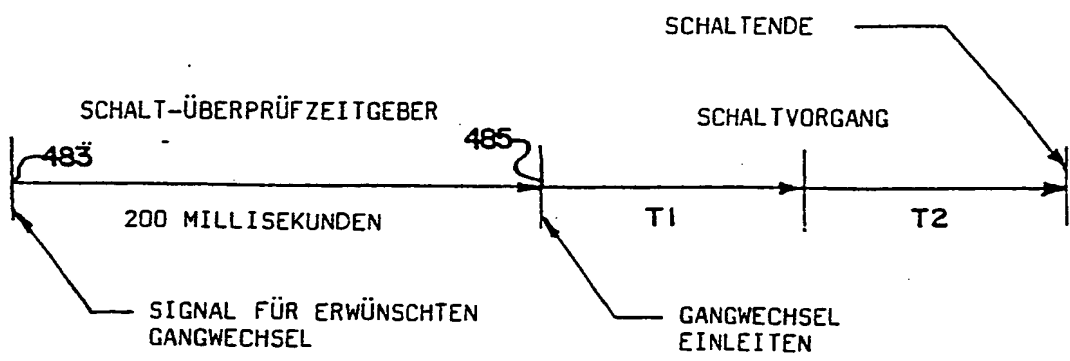 SCHALTENDE
SCHALT-ÜBERPRÜFZEITGEBER
SCHALTVORGANG
483
485
200 MILLISEKUNDEN
T1
T2
SIGNAL FÜR ERWÜNSCHTEN
GANGWECHSEL
GANGWECHSEL
EINLEITEN